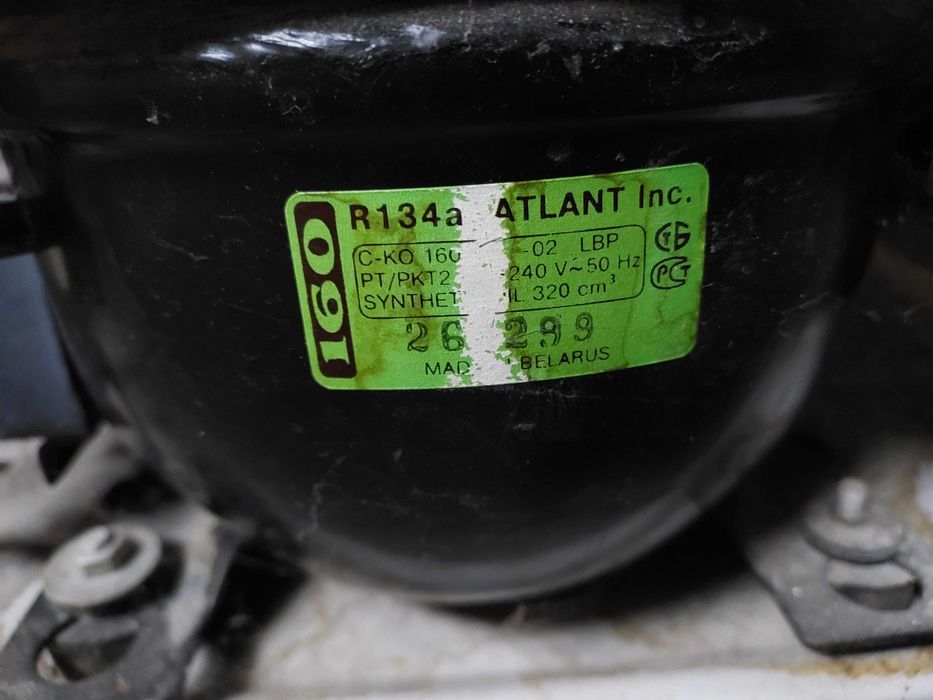 160
R134a ATLANT Inc.
C-KO 160 -02 LBP
PT/PKT2 -240 V~50 Hz
SYNTHET IL 320 cm³
26 299
MAD BELARUS
PCT